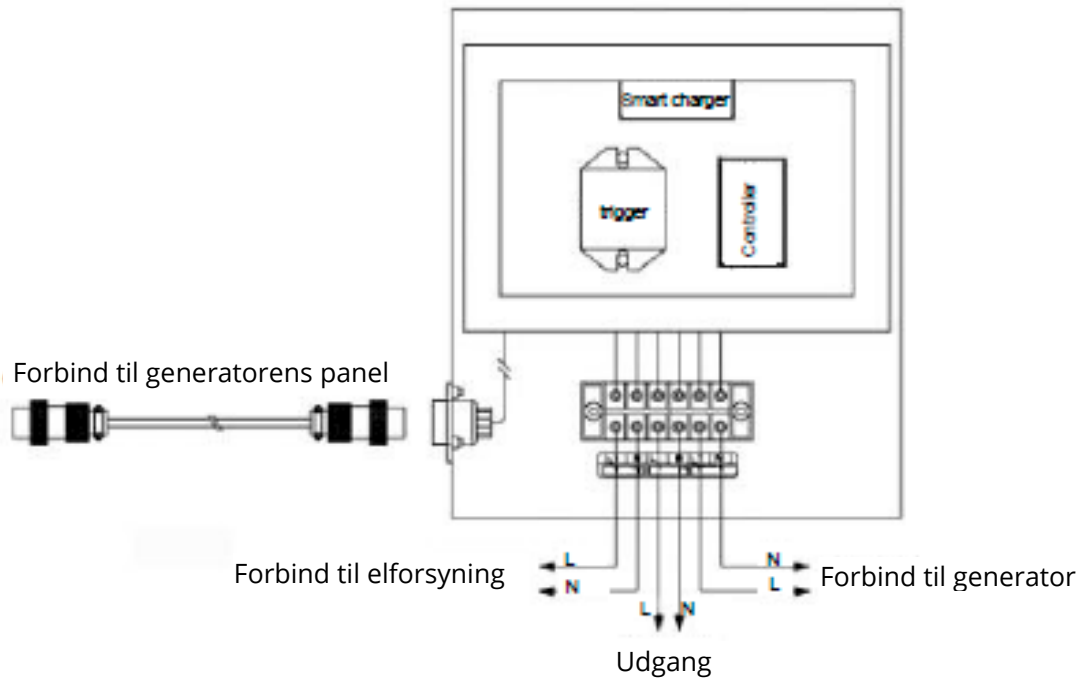 Smart charger
trigger
Controller
Forbind til generatorens panel
Forbind til elforsyning
L
N
L
N
N
L
Forbind til generator
Udgang